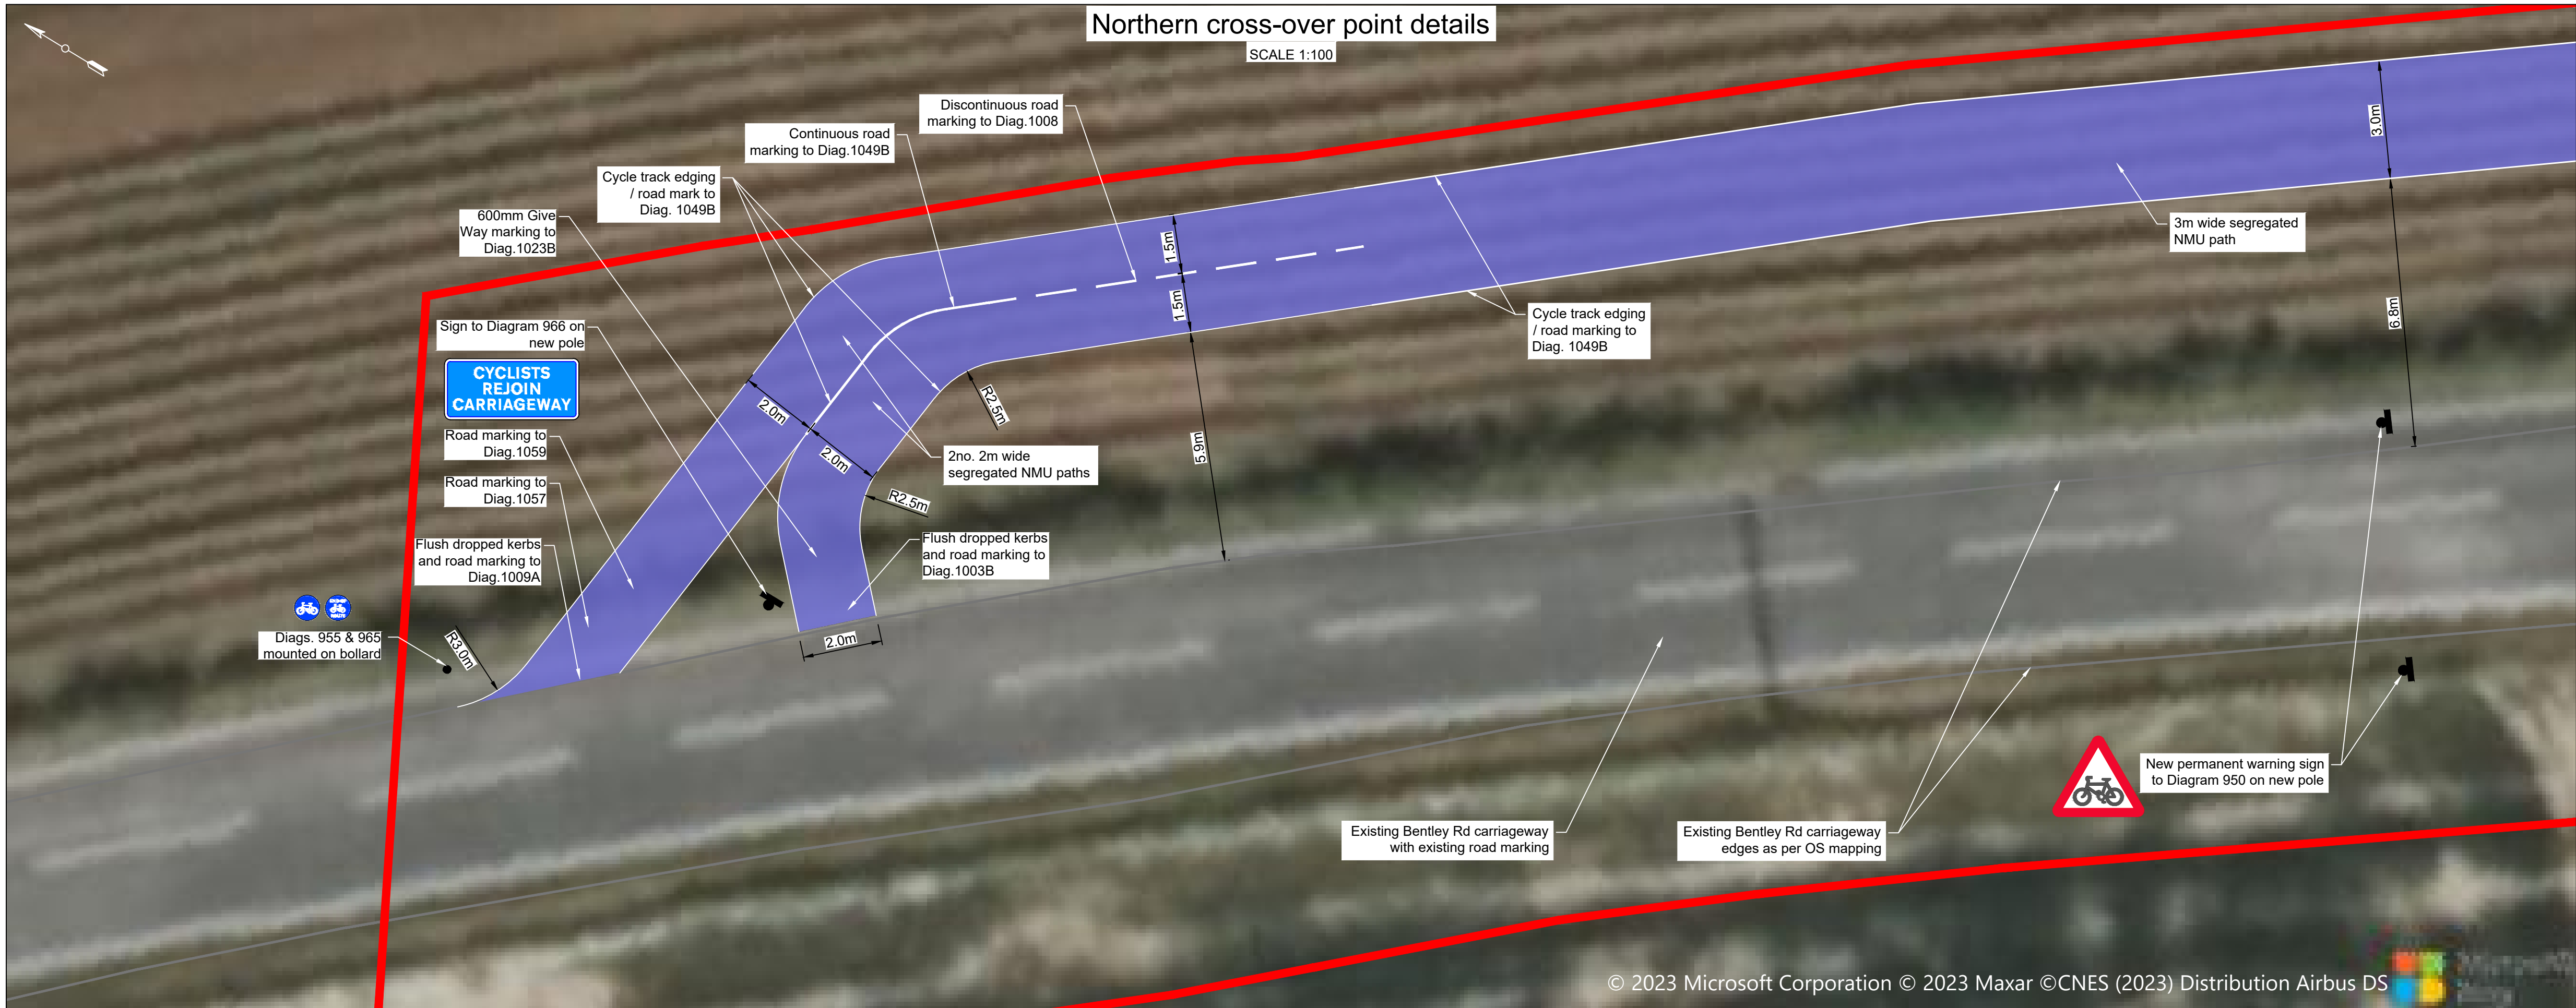 Northern cross-over point details
SCALE 1:100
Discontinuous road
marking to Diag.1008
Continuous road
marking to Diag.1049B
Cycle track edging
/ road mark to
Diag. 1049B
600mm Give
Way marking to
Diag.1023B
Sign to Diagram 966 on
new pole
CYCLISTS
REJOIN
CARRIAGEWAY
Road marking to
Diag.1059
Road marking to
Diag.1057
Flush dropped kerbs
and road marking to
Diag.1009A
Diags. 955 & 965
mounted on bollard
R3.0m
2.0m
2.0m
2.0m
R2.5m
R2.5m
1.5m
1.5m
5.9m
2no. 2m wide
segregated NMU paths
Flush dropped kerbs
and road marking to
Diag.1003B
Cycle track edging
/ road marking to
Diag. 1049B
3.0m
3m wide segregated
NMU path
6.8m
Existing Bentley Rd carriageway
with existing road marking
Existing Bentley Rd carriageway
edges as per OS mapping
New permanent warning sign
to Diagram 950 on new pole
© 2023 Microsoft Corporation © 2023 Maxar ©CNES (2023) Distribution Airbus DS